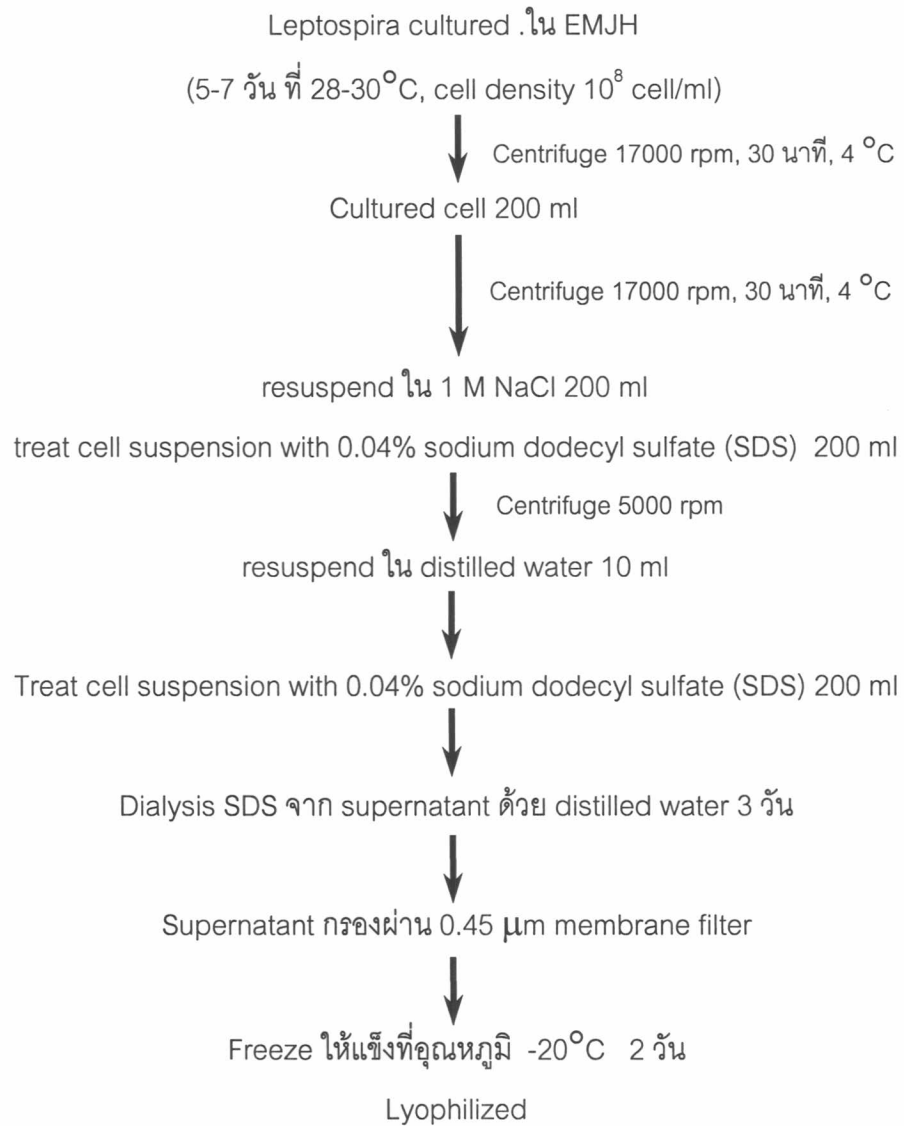 Leptospira cultured .ใน EMJH
(5-7 วัน ที่ 28-30°C, cell density 10⁸ cell/ml)
Centrifuge 17000 rpm, 30 นาที, 4 °C
Cultured cell 200 ml
Centrifuge 17000 rpm, 30 นาที, 4 °C
resuspend ใน 1 M NaCl 200 ml
treat cell suspension with 0.04% sodium dodecyl sulfate (SDS) 200 ml
Centrifuge 5000 rpm
resuspend ใน distilled water 10 ml
Treat cell suspension with 0.04% sodium dodecyl sulfate (SDS) 200 ml
Dialysis SDS จาก supernatant ด้วย distilled water 3 วัน
Supernatant กรองผ่าน 0.45 μm membrane filter
Freeze ให้แข็งที่อุณหภูมิ -20°C 2 วัน
Lyophilized